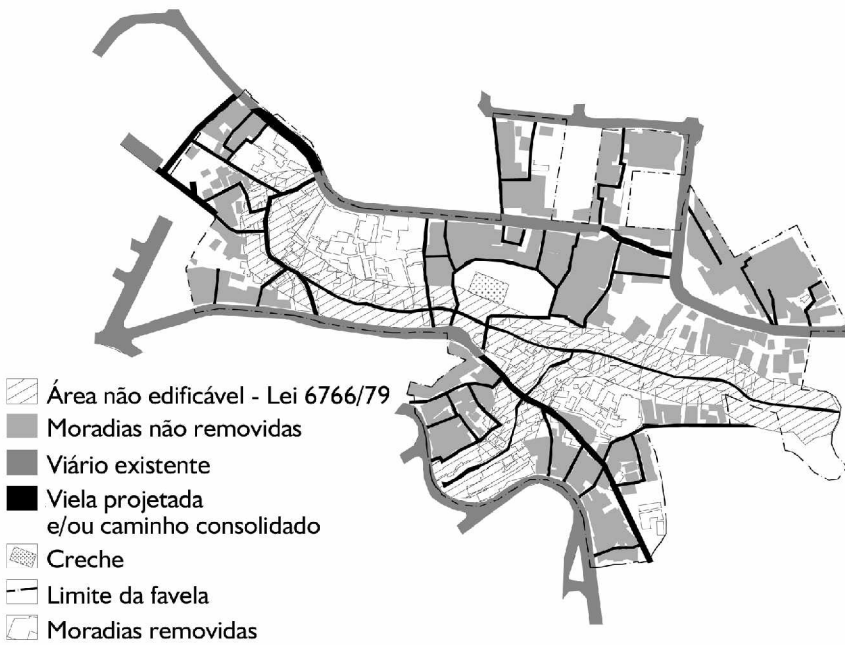 Área não edificável - Lei 6766/79
Moradias não removidas
Viário existente
Viela projetada
e/ou caminho consolidado
Creche
Limite da favela
Moradias removidas